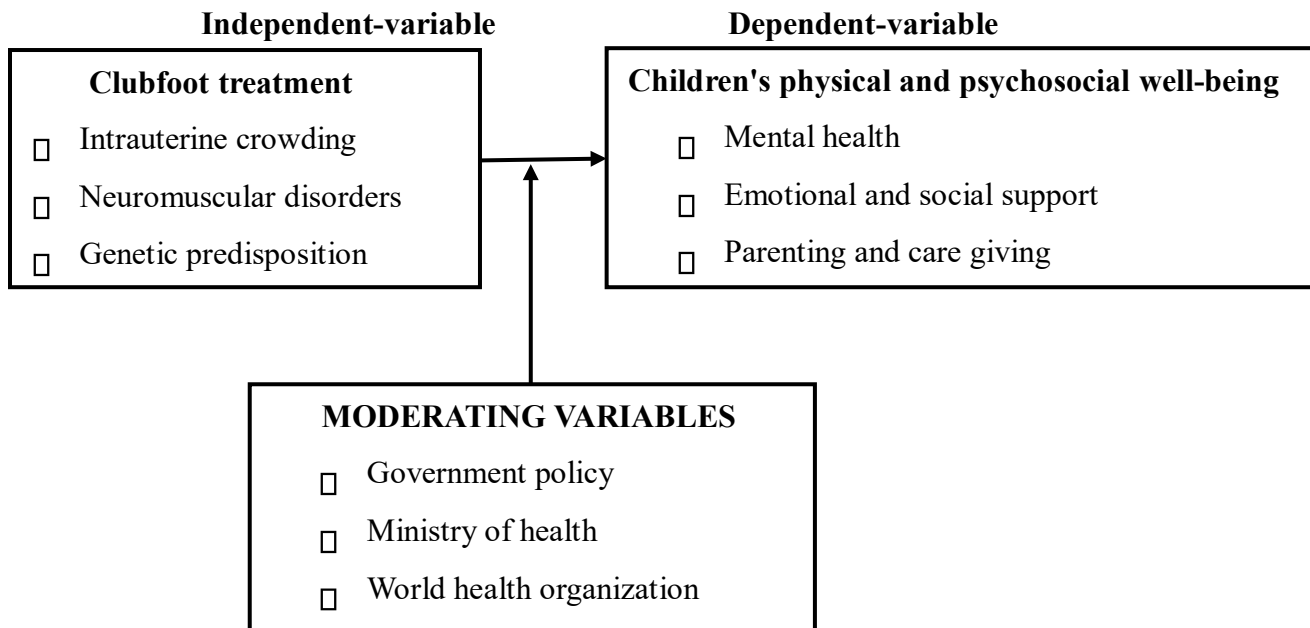 Independent-variable
Dependent-variable
Clubfoot treatment
Intrauterine crowding
Neuromuscular disorders
Genetic predisposition
Children's physical and psychosocial well-being
Mental health
Emotional and social support
Parenting and care giving
MODERATING VARIABLES
Government policy
Ministry of health
World health organization